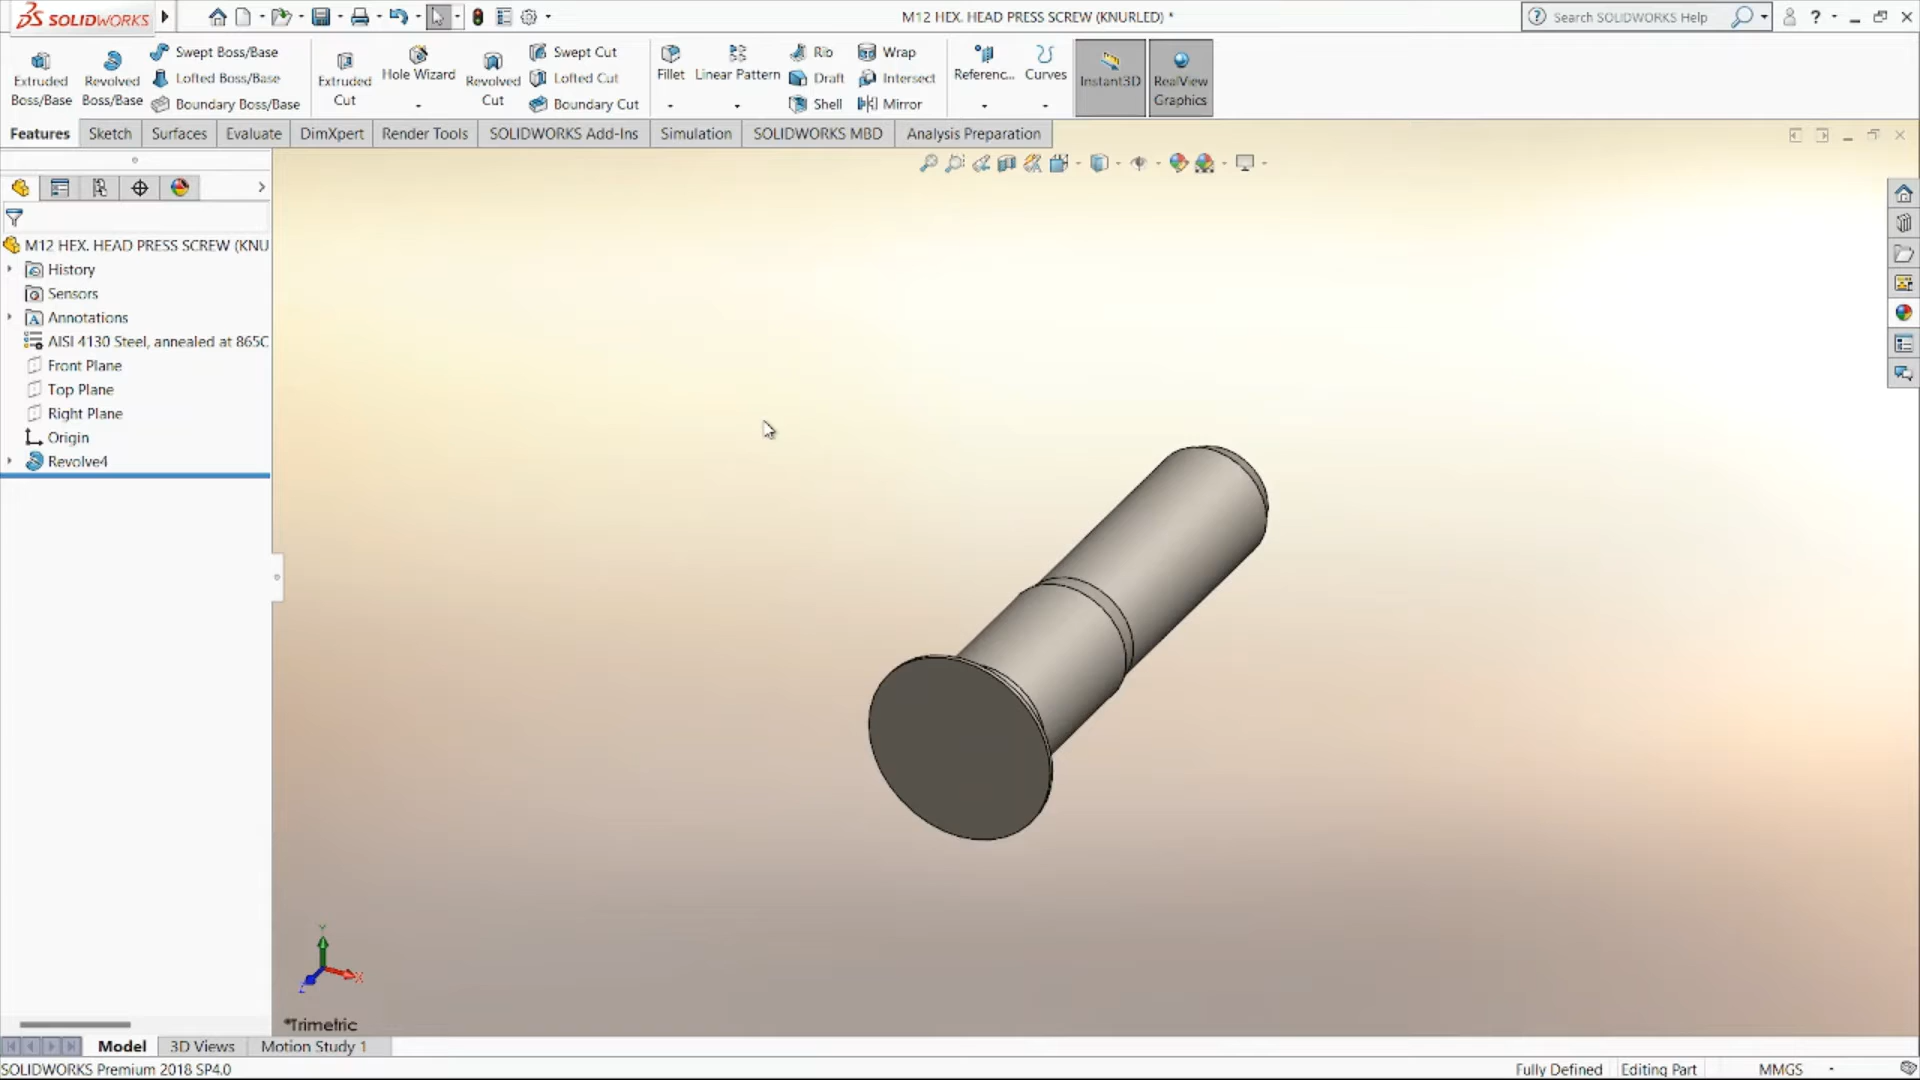 SOLIDWORKS
M12 HEX. HEAD PRESS SCREW (KNURLED) *
Search SOLIDWORKS Help
Extruded Boss/Base
Revolved Boss/Base
Swept Boss/Base
Lofted Boss/Base
Boundary Boss/Base
Extruded Cut
Hole Wizard
Revolved Cut
Swept Cut
Lofted Cut
Boundary Cut
Fillet
Linear Pattern
Rib
Draft
Shell
Wrap
Intersect
Mirror
Referenc...
Curves
Instant3D
RealView Graphics
Features Sketch Surfaces Evaluate DimXpert Render Tools SOLIDWORKS Add-Ins Simulation SOLIDWORKS MBD Analysis Preparation
M12 HEX. HEAD PRESS SCREW (KNU
History
Sensors
Annotations
AISI 4130 Steel, annealed at 865C
Front Plane
Top Plane
Right Plane
Origin
Revolve4
Y
X
Z
*Trimetric
Model 3D Views Motion Study 1
SOLIDWORKS Premium 2018 SP4.0
Fully Defined Editing Part MMGS